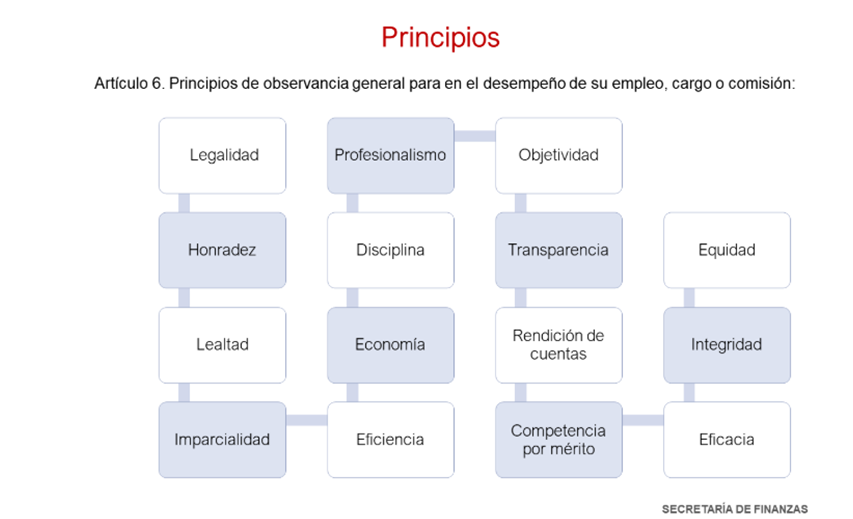 Principios
Artículo 6. Principios de observancia general para en el desempeño de su empleo, cargo o comisión:
Legalidad
Honradez
Lealtad
Imparcialidad
Eficiencia
Economía
Disciplina
Profesionalismo
Objetividad
Transparencia
Rendición de
cuentas
Competencia
por mérito
Eficacia
Integridad
Equidad
SECRETARÍA DE FINANZAS